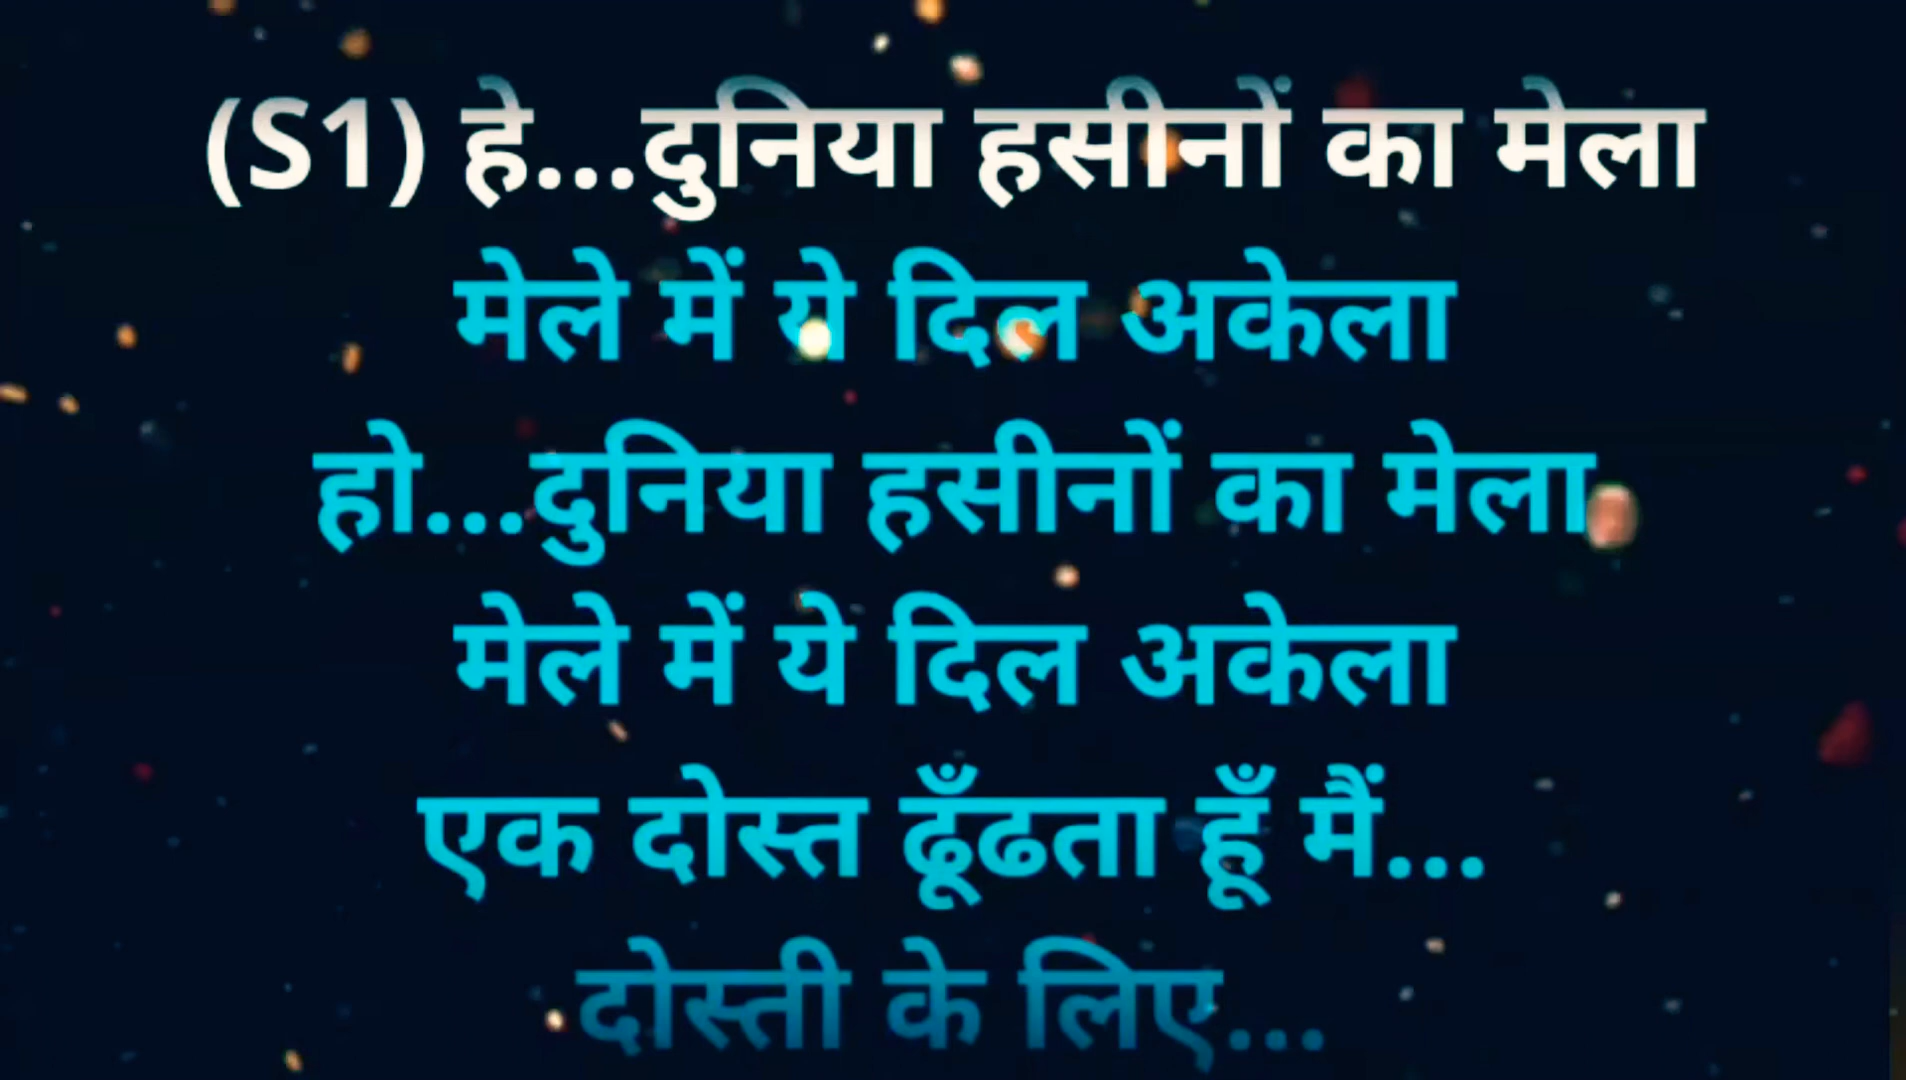 (S1) हे...दुनिया हसीनों का मेला
मेले में ये दिल अकेला
हो...दुनिया हसीनों का मेला
मेले में ये दिल अकेला
एक दोस्त ढूँढता हूँ मैं...
दोस्ती के लिए...